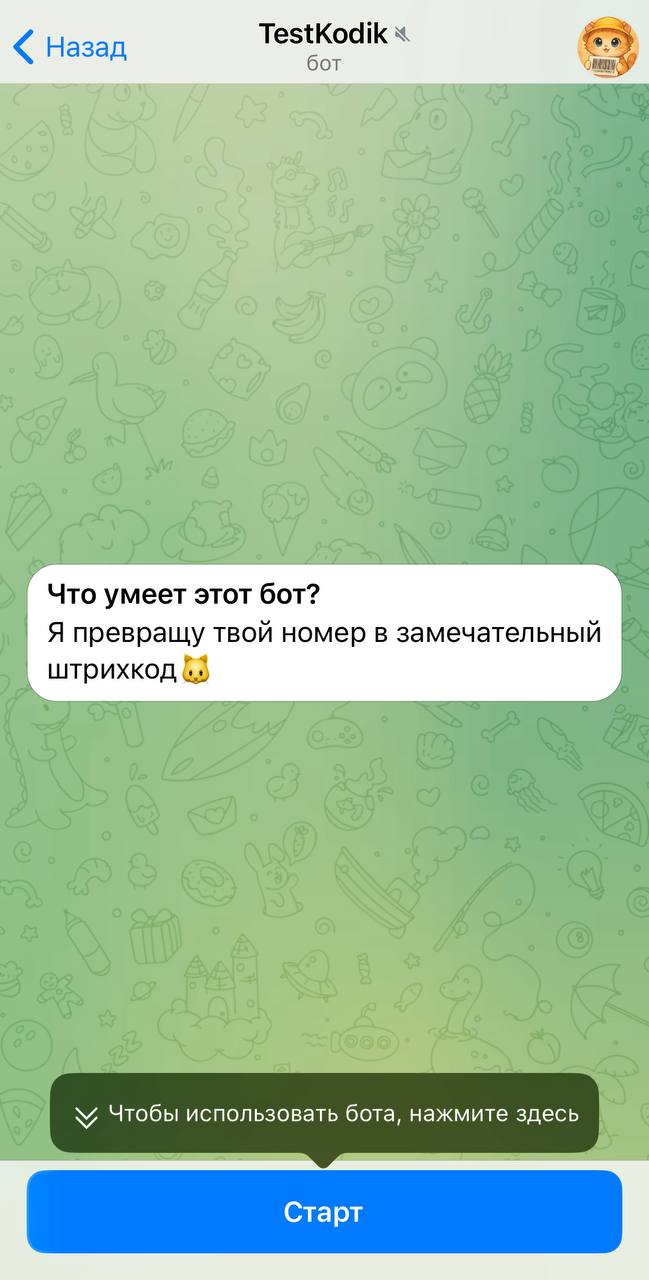 Назад
TestKodik
бот
Что умеет этот бот?
Я превращу твой номер в замечательный
штрихкод🐱
Чтобы использовать бота, нажмите здесь
Старт